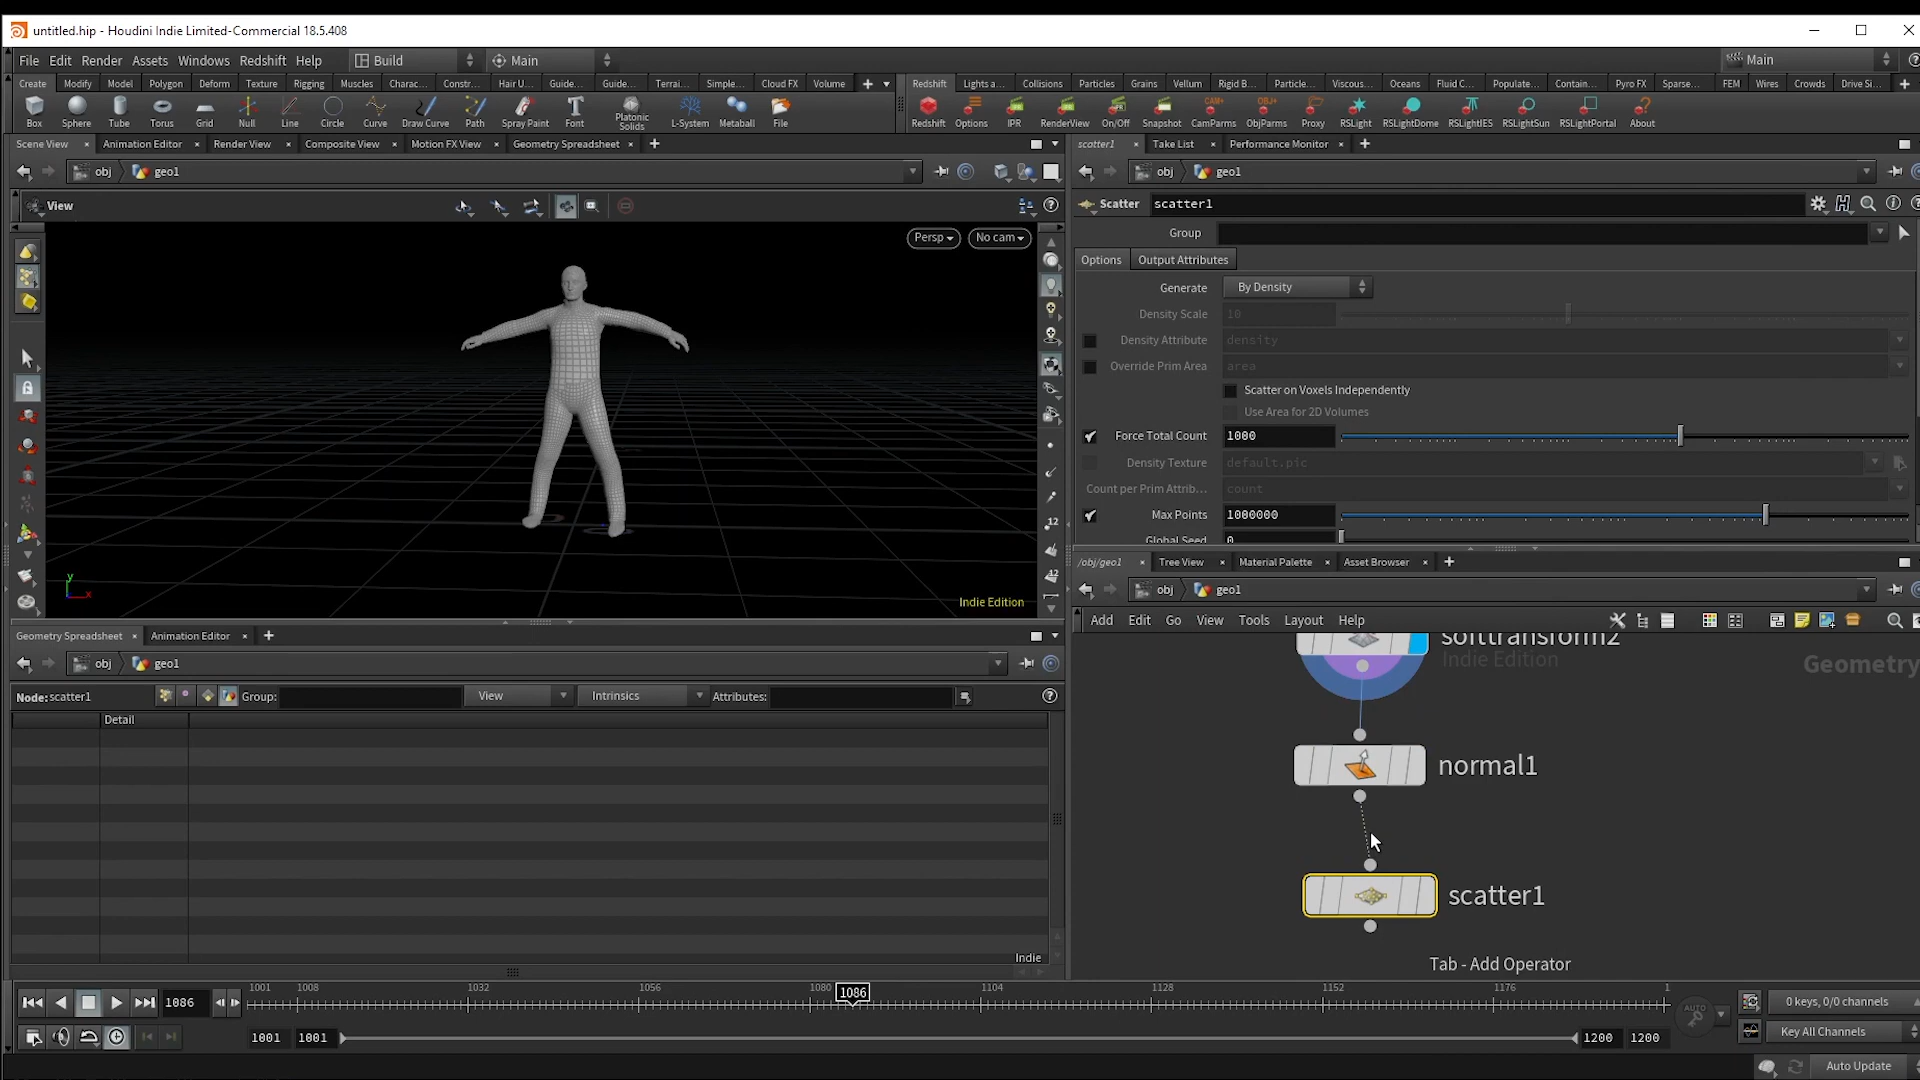 untitled.hip - Houdini Indie Limited-Commercial 18.5.408
File Edit Render Assets Windows Redshift Help Build Main Main
Create Modify Model Polygon Deform Texture Rigging Muscles Charac... Constr... Hair U... Guide... Guide... Terrai... Simple... Cloud FX Volume
Redshift Lights a... Collisions Particles Grains Vellum Rigid B... Particle... Viscous... Oceans Fluid C... Populate... Contain... Pyro FX Sparse... FEM Wires Crowds Drive Si...
Box Sphere Tube Torus Grid Null Line Circle Curve Draw Curve Path Spray Paint Font Platonic Solids L-System Metaball File
Redshift Options IPR RenderView On/Off Snapshot CamParms ObjParms Proxy RSLight RSLightDome RSLightIES RSLightSun RSLightPortal About
Scene View Animation Editor Render View Composite View Motion FX View Geometry Spreadsheet
scatter1 Take List Performance Monitor
obj geo1
obj geo1
View
Persp No cam
Indie Edition
y
x
Scatter scatter1
Group
Options Output Attributes
Generate By Density
Density Scale 10
Density Attribute density
Override Prim Area area
Scatter on Voxels Independently
Use Area for 2D Volumes
Force Total Count 1000
Density Texture default.pic
Count per Prim Attrib... count
Max Points 1000000
Global Seed 0
/obj/geo1 Tree View Material Palette Asset Browser
obj geo1
Add Edit Go View Tools Layout Help
softtransform2
Indie Edition
Geometry
normal1
scatter1
Tab - Add Operator
Geometry Spreadsheet Animation Editor
obj geo1
Node: scatter1 Group: View Intrinsics Attributes:
Detail
Indie
1086
1001 1008 1032 1056 1080 1086 1104 1128 1152 1176 1
AUTO
0 keys, 0/0 channels
1001 1001 1200 1200
Key All Channels
Auto Update